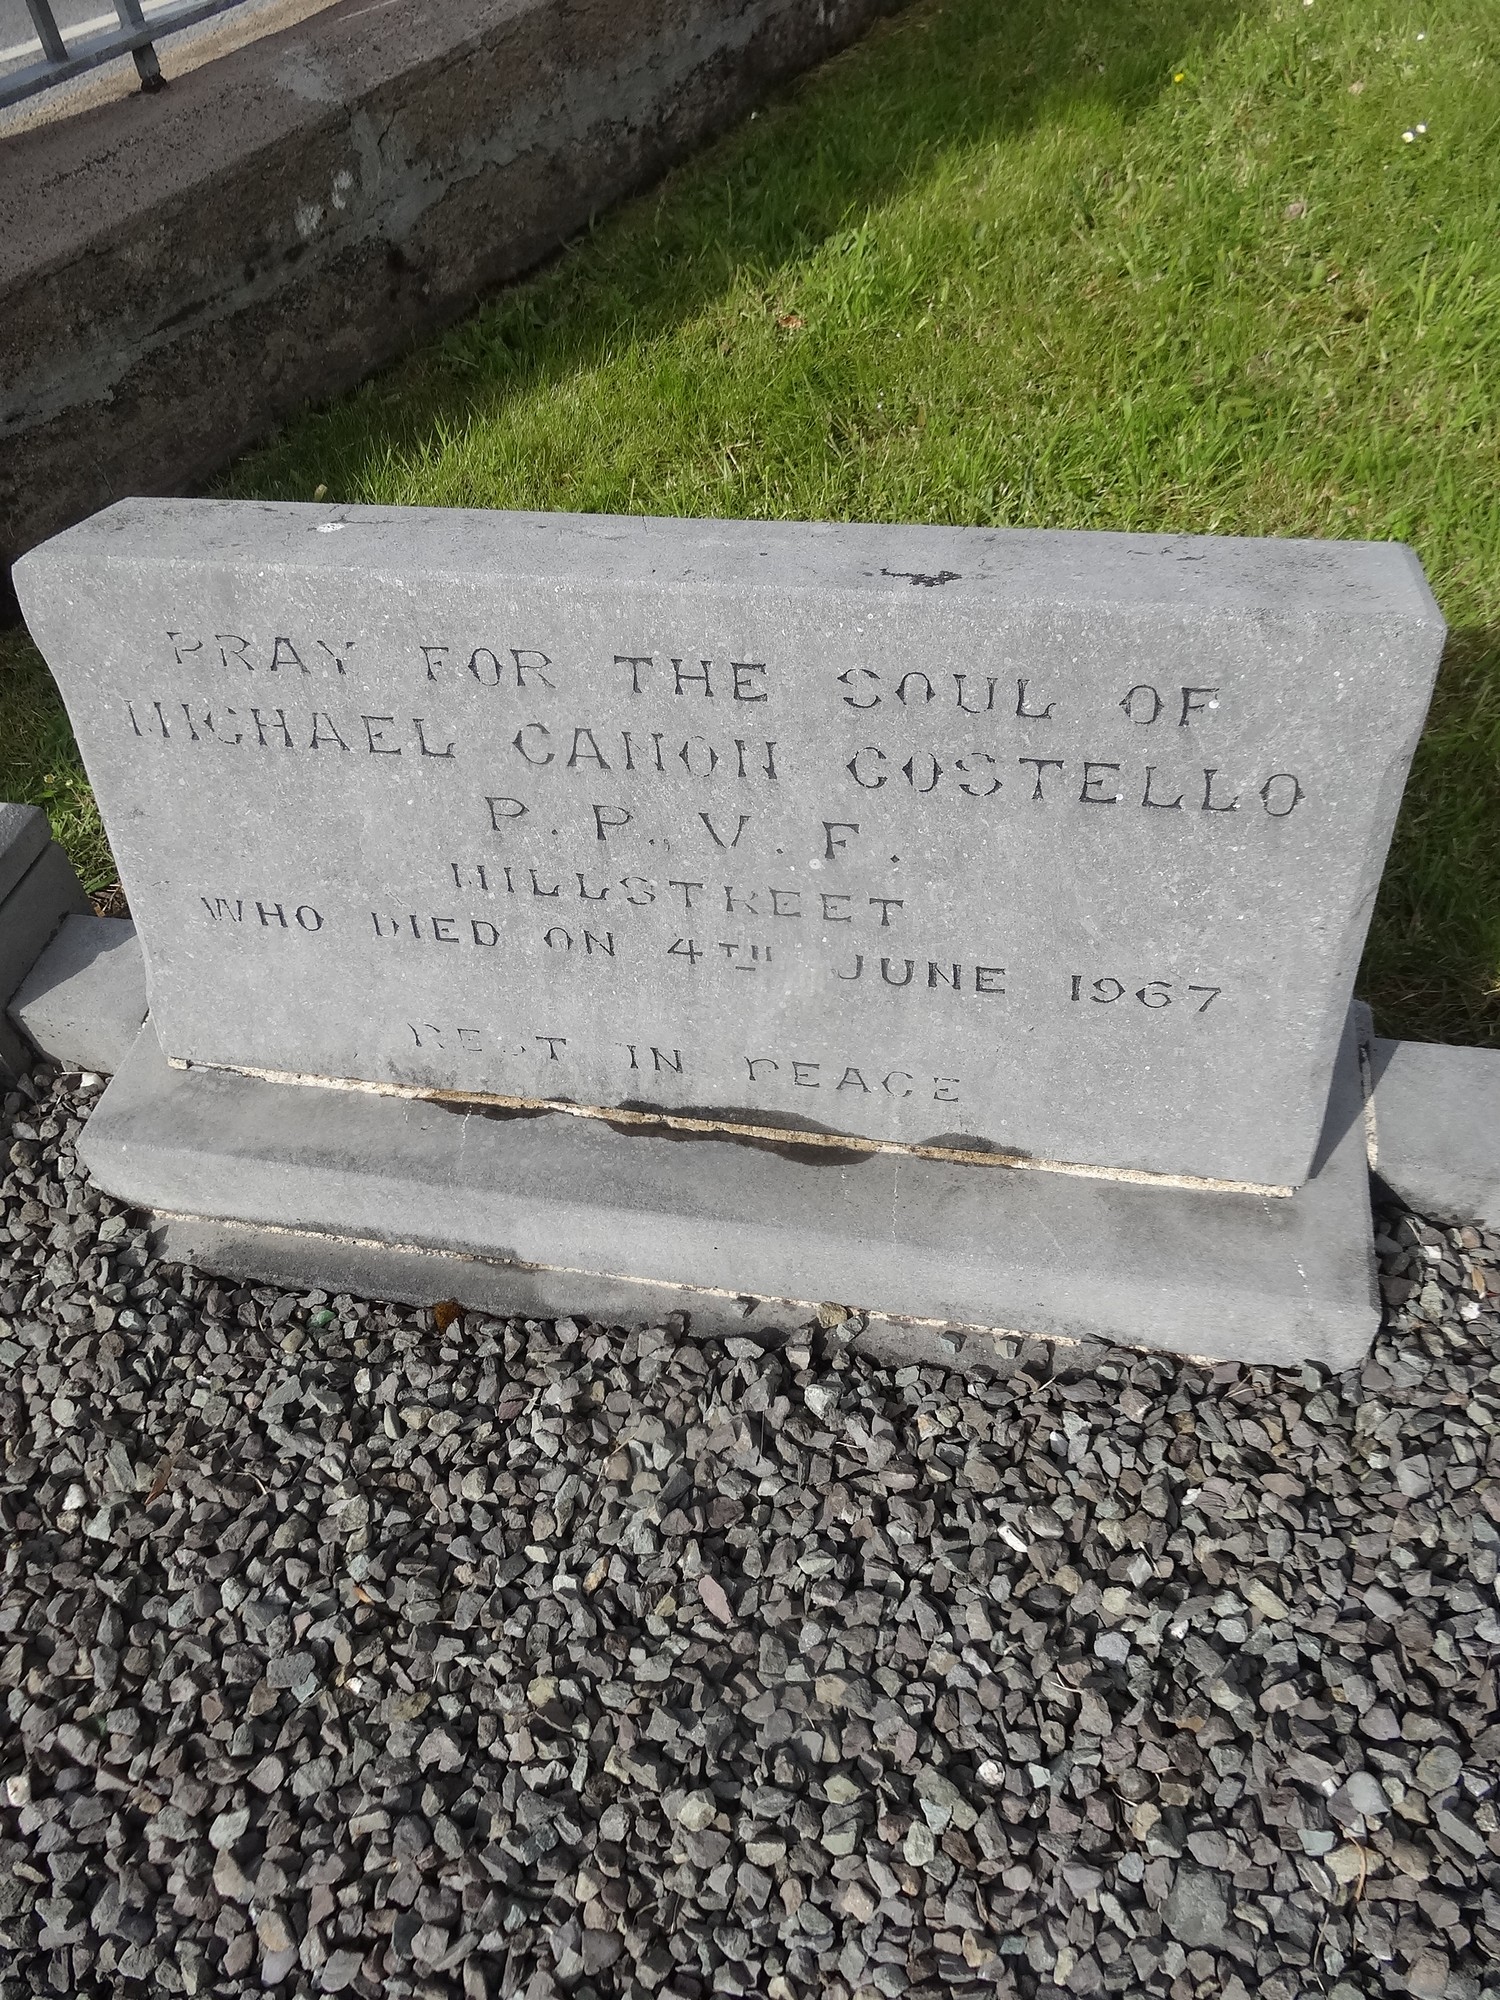 PRAY FOR THE SOUL OF
MICHAEL CANON COSTELLO
P. P., V. F.
MILLSTREET
WHO DIED ON 4TH JUNE 1967
REST IN PEACE